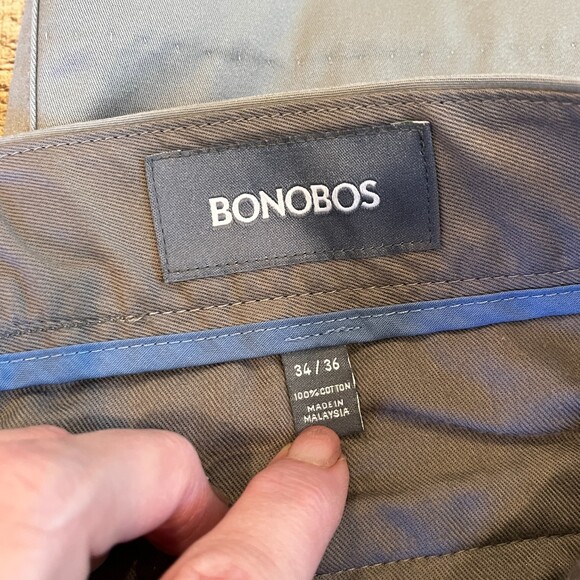 BONOBOS
34 / 36
100% COTTON
MADE IN
MALAYSIA